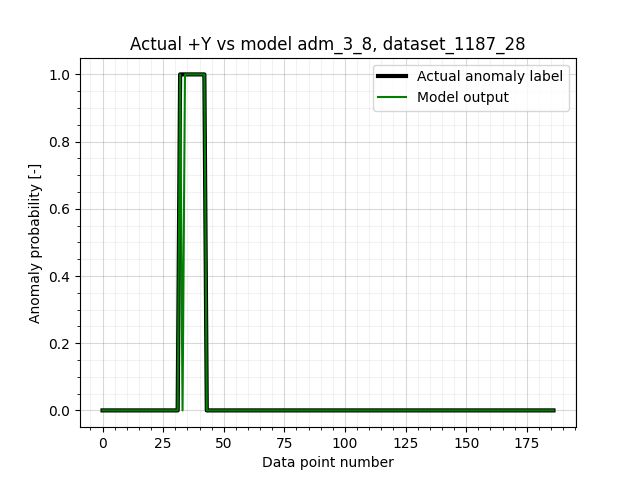 Actual +Y vs model adm_3_8, dataset_1187_28
Actual anomaly label
Model output
Anomaly probability [-]
1.0
0.8
0.6
0.4
0.2
0.0
0 25 50 75 100 125 150 175
Data point number